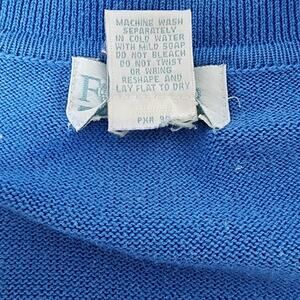 MACHINE WASH
SEPARATELY
IN COLD WATER
WITH MILD SOAP
DO NOT BLEACH
DO NOT TWIST
OR WRING
RESHAPE AND
LAY FLAT TO DRY
F
PXR